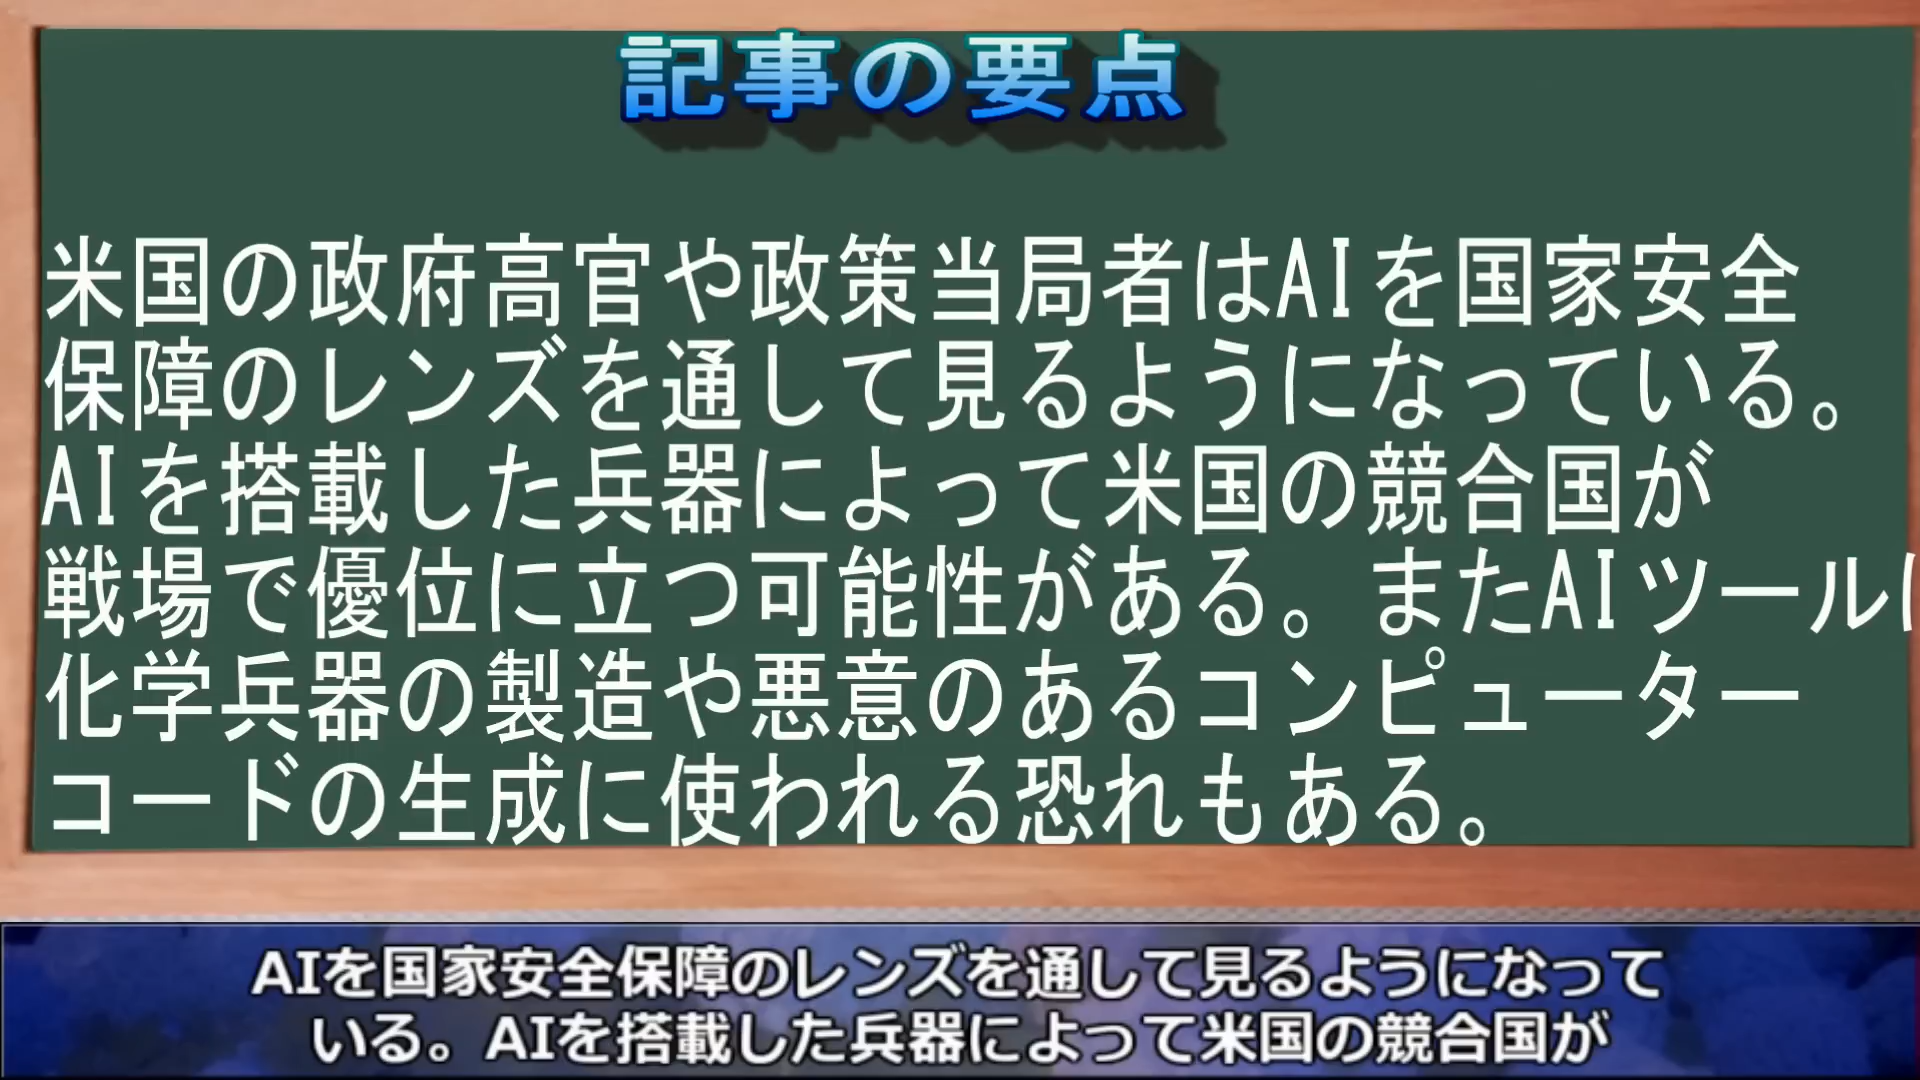 記事の要点
米国の政府高官や政策当局者はAIを国家安全
保障のレンズを通して見るようになっている。
AIを搭載した兵器によって米国の競合国が
戦場で優位に立つ可能性がある。またAIツール
化学兵器の製造や悪意のあるコンピューター
コードの生成に使われる恐れもある。
AIを国家安全保障のレンズを通して見るようになって
いる。AIを搭載した兵器によって米国の競合国が